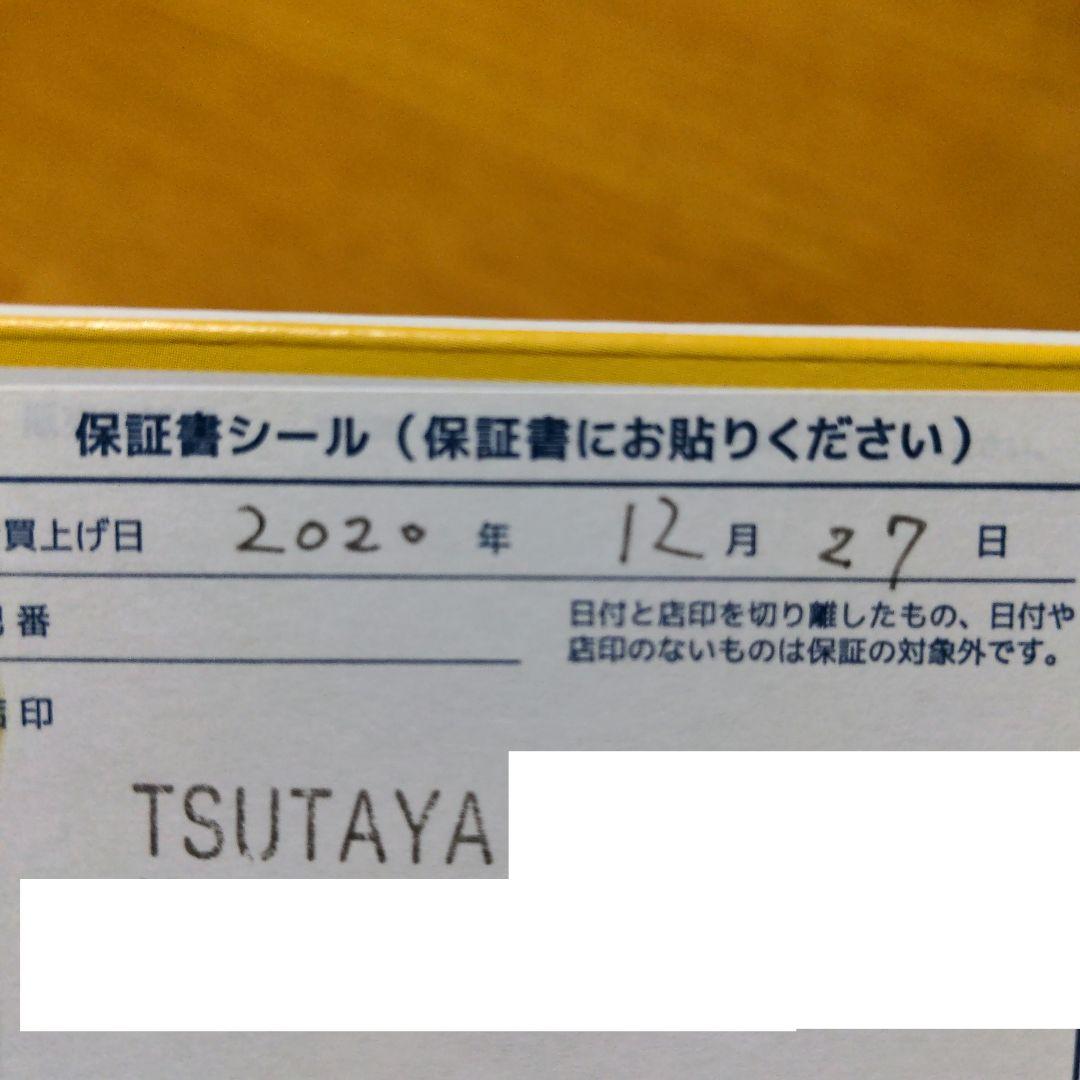 保証書シール(保証書にお貼りください)
買上げ日 2020 年 12 月 27 日
番
日付と店印を切り離したもの、日付や
店印のないものは保証の対象外です。
印
TSUTAYA